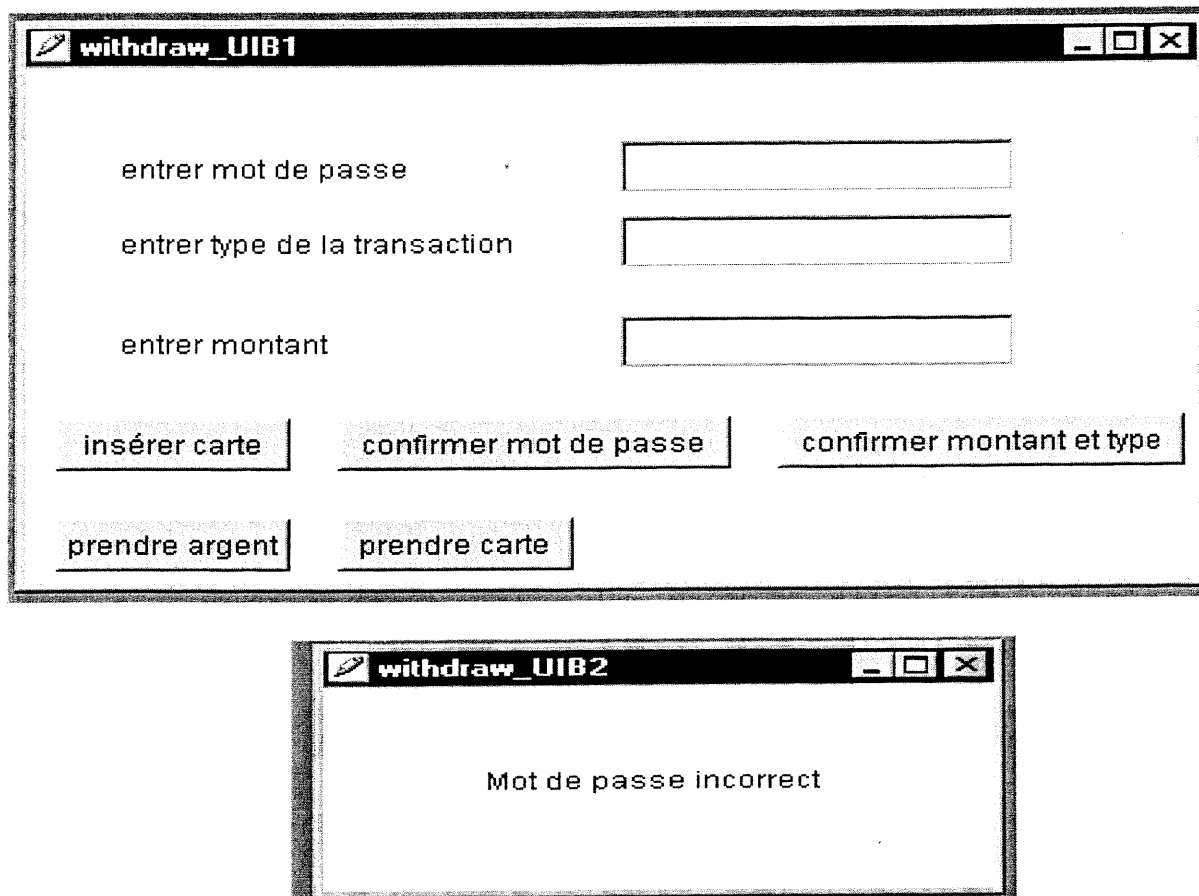 withdraw_UIB1
entrer mot de passe
entrer type de la transaction
entrer montant
insérer carte confirmer mot de passe confirmer montant et type
prendre argent prendre carte
withdraw_UIB2
Mot de passe incorrect